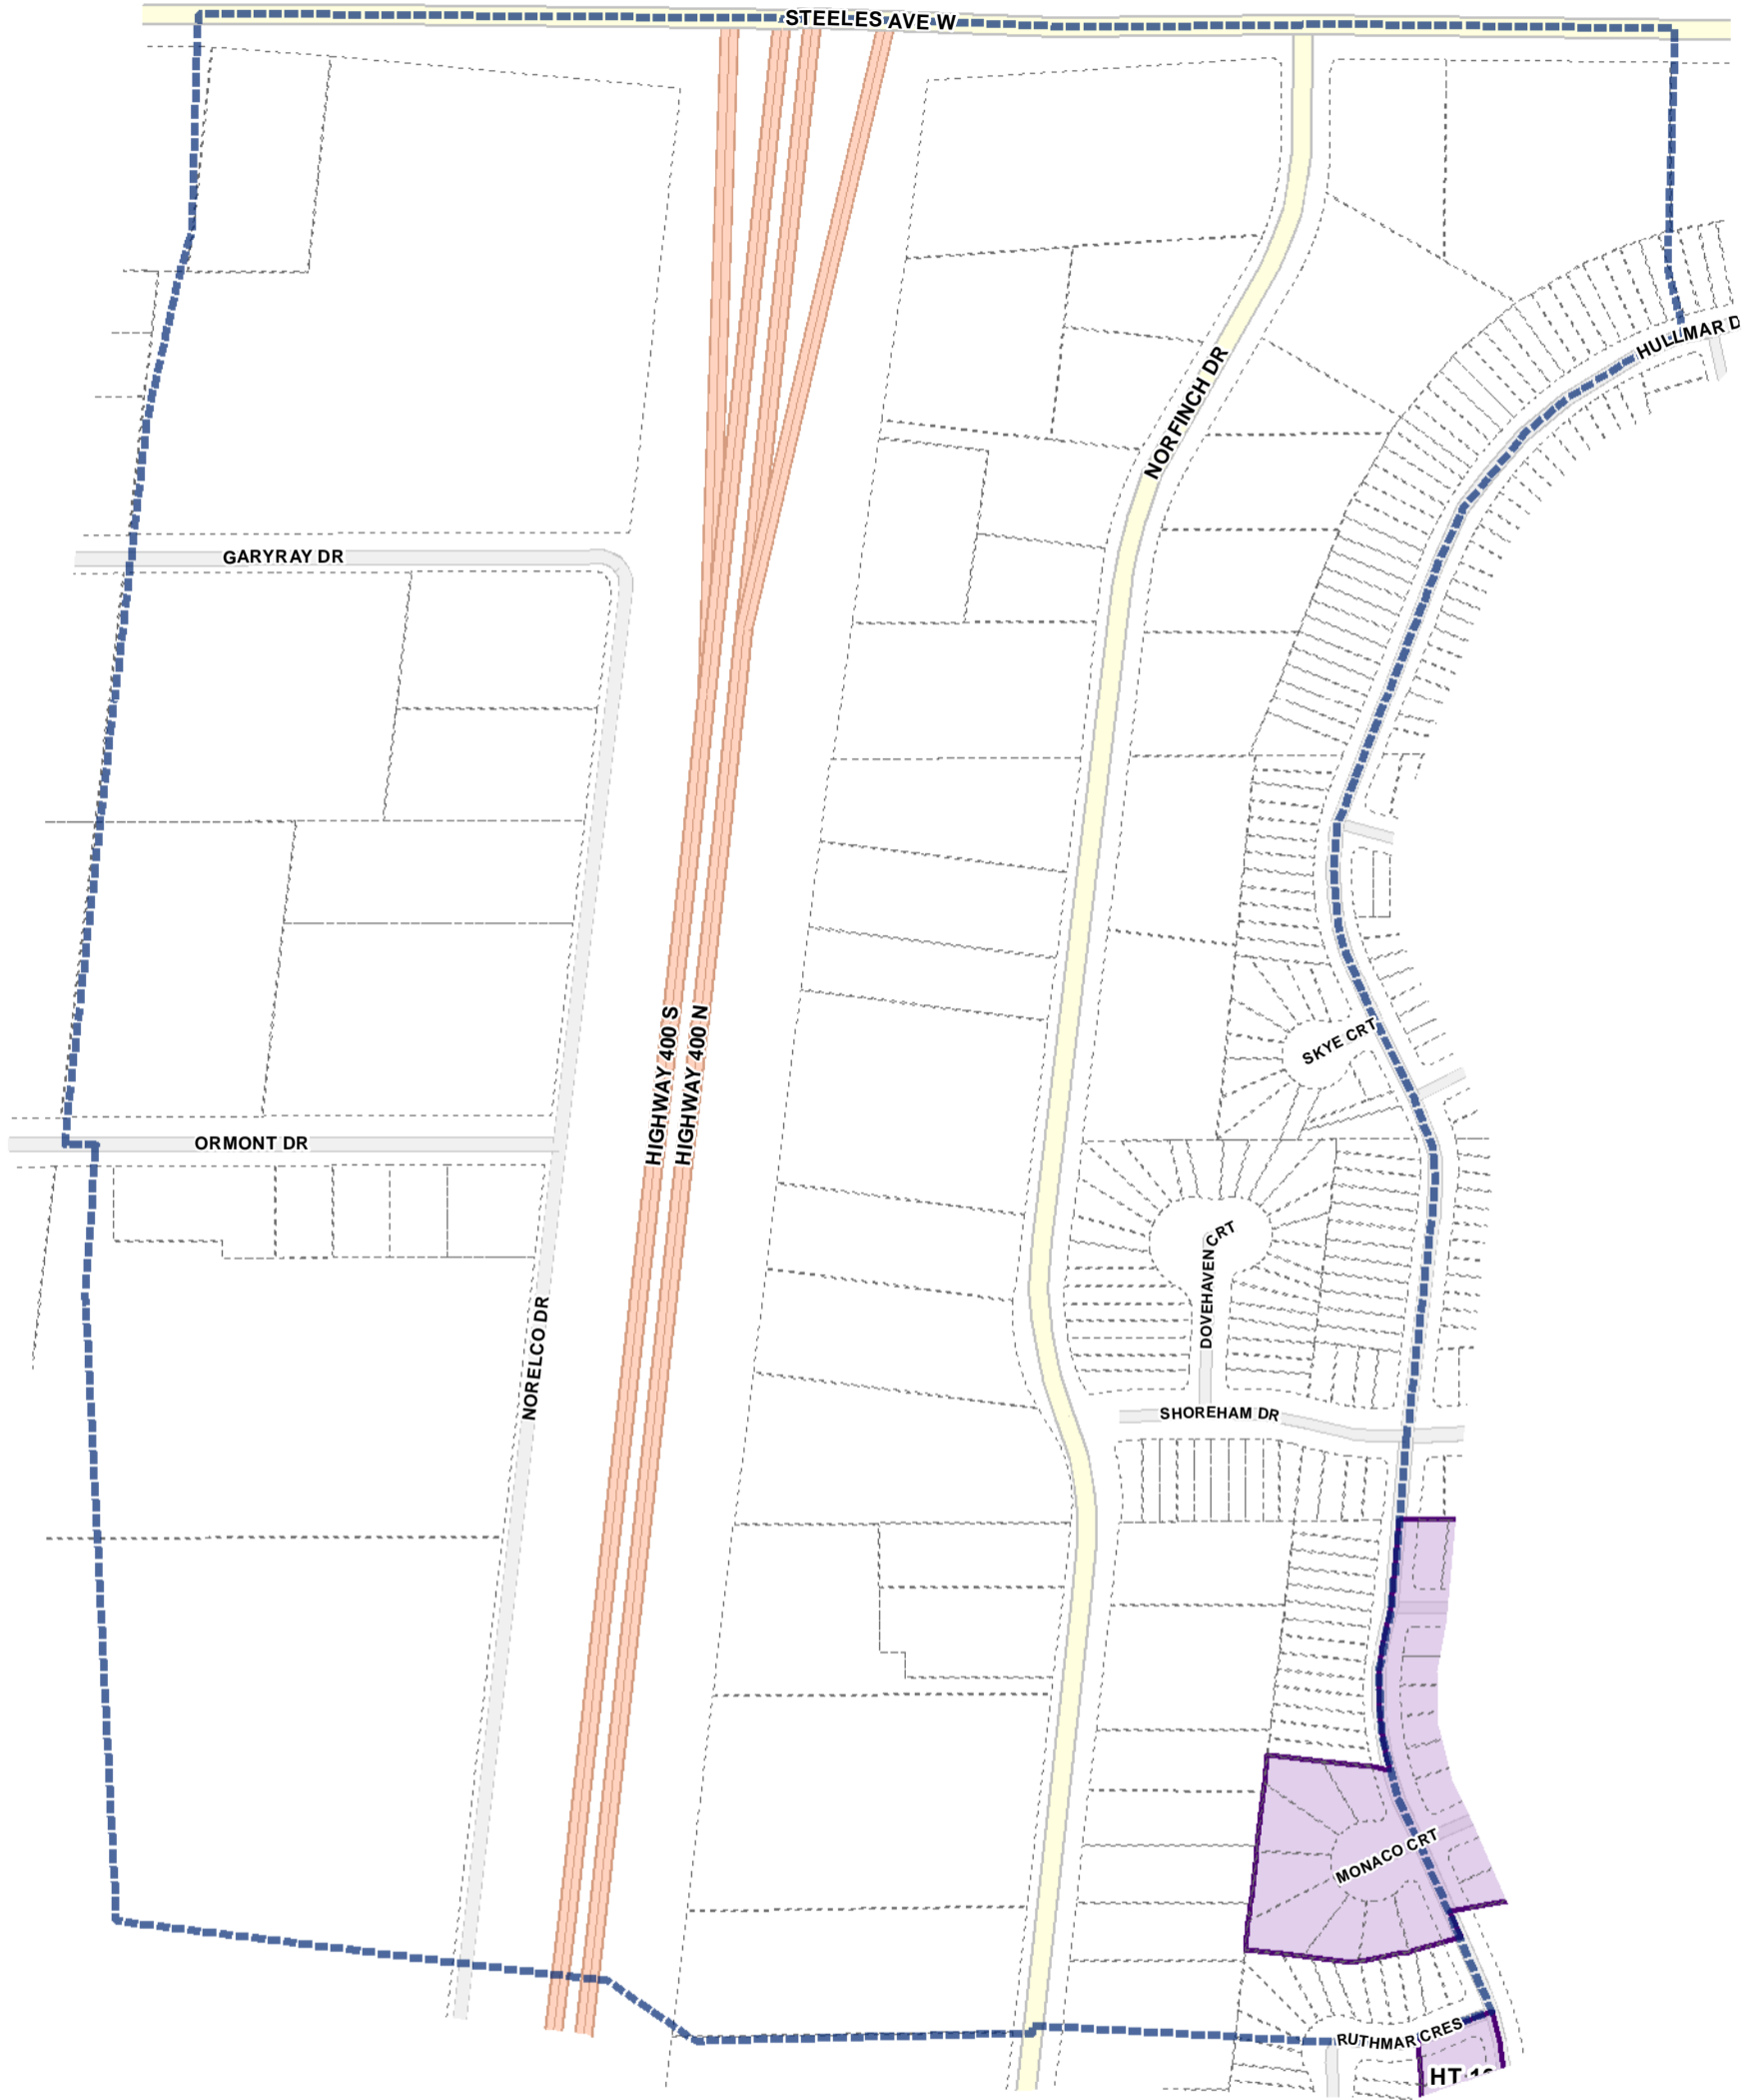 STEELES AVE W
HULLMAR D
NORFINCH DR
GARYRAY DR
HIGHWAY 400 S
HIGHWAY 400 N
SKYE CRT
ORMONT DR
DOVEHAVEN CRT
NORELCO DR
SHOREHAM DR
MONACO CRT
RUTHMAR CRES
HT